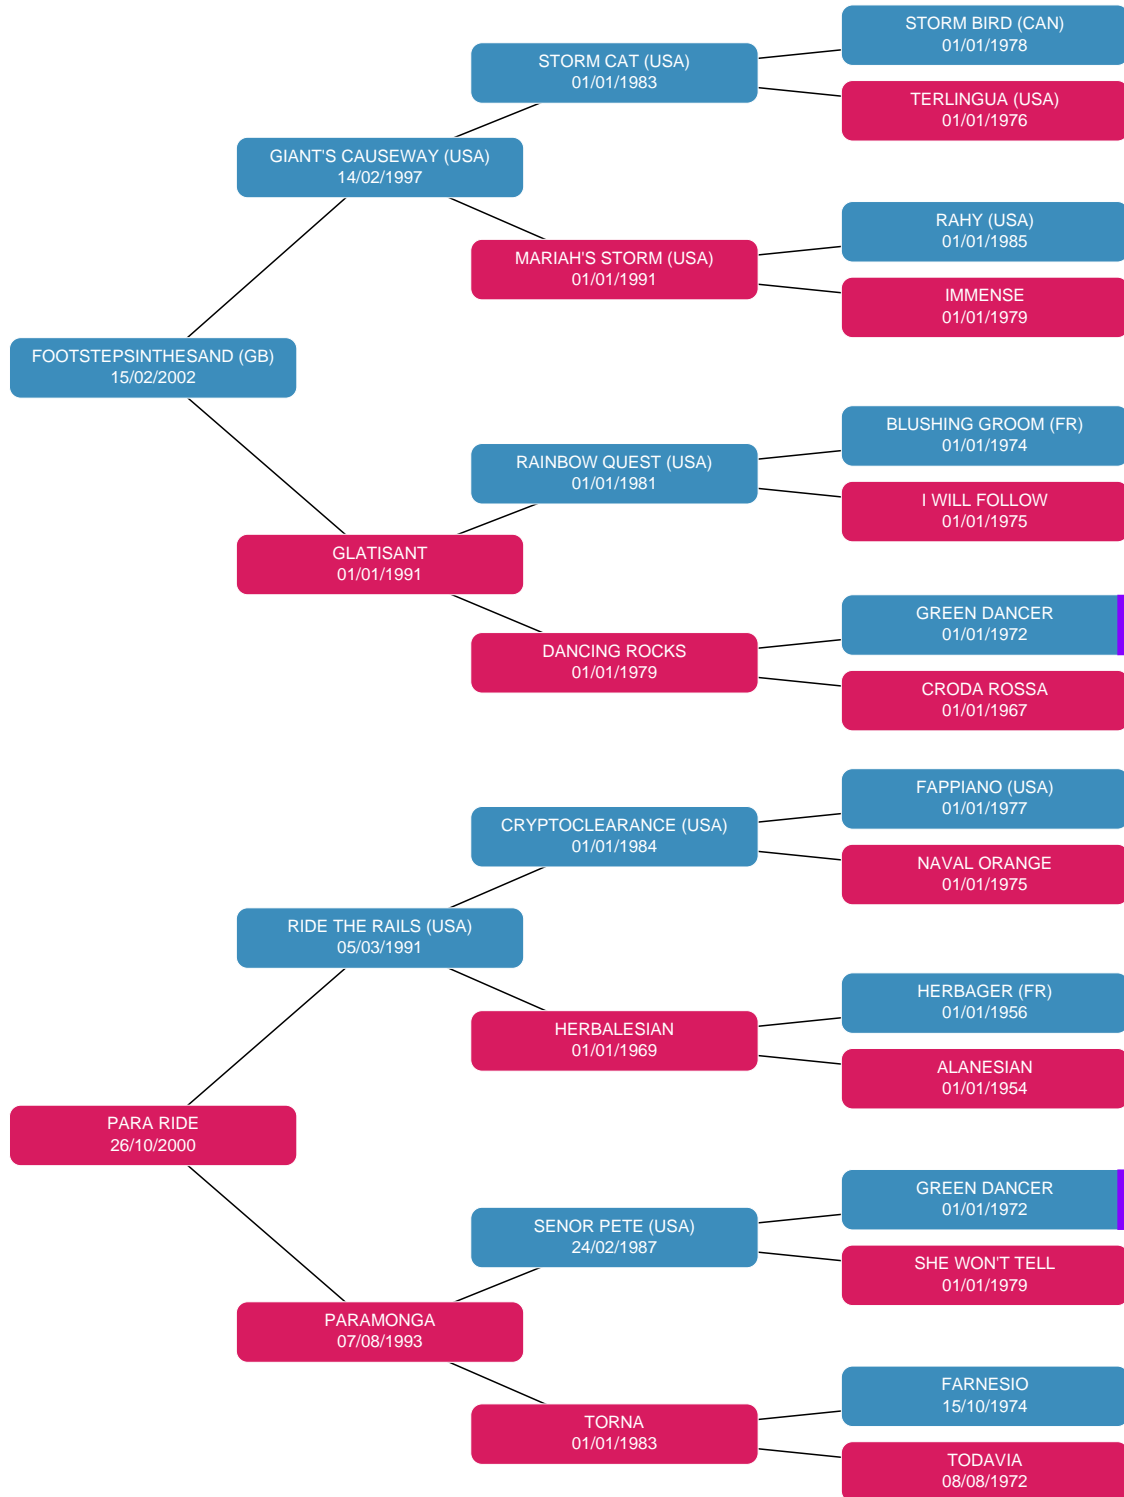 STORM BIRD (CAN)
01/01/1978
STORM CAT (USA)
01/01/1983
TERLINGUA (USA)
01/01/1976
GIANT'S CAUSEWAY (USA)
14/02/1997
RAHY (USA)
01/01/1985
MARIAH'S STORM (USA)
01/01/1991
IMMENSE
01/01/1979
FOOTSTEPSINTHESAND (GB)
15/02/2002
BLUSHING GROOM (FR)
01/01/1974
RAINBOW QUEST (USA)
01/01/1981
I WILL FOLLOW
01/01/1975
GLATISANT
01/01/1991
GREEN DANCER
01/01/1972
DANCING ROCKS
01/01/1979
CRODA ROSSA
01/01/1967
FAPPIANO (USA)
01/01/1977
CRYPTOCLEARANCE (USA)
01/01/1984
NAVAL ORANGE
01/01/1975
RIDE THE RAILS (USA)
05/03/1991
HERBAGER (FR)
01/01/1956
HERBALESIAN
01/01/1969
ALANESIAN
01/01/1954
PARA RIDE
26/10/2000
GREEN DANCER
01/01/1972
SENOR PETE (USA)
24/02/1987
SHE WON'T TELL
01/01/1979
PARAMONGA
07/08/1993
FARNESIO
15/10/1974
TORNA
01/01/1983
TODAVIA
08/08/1972